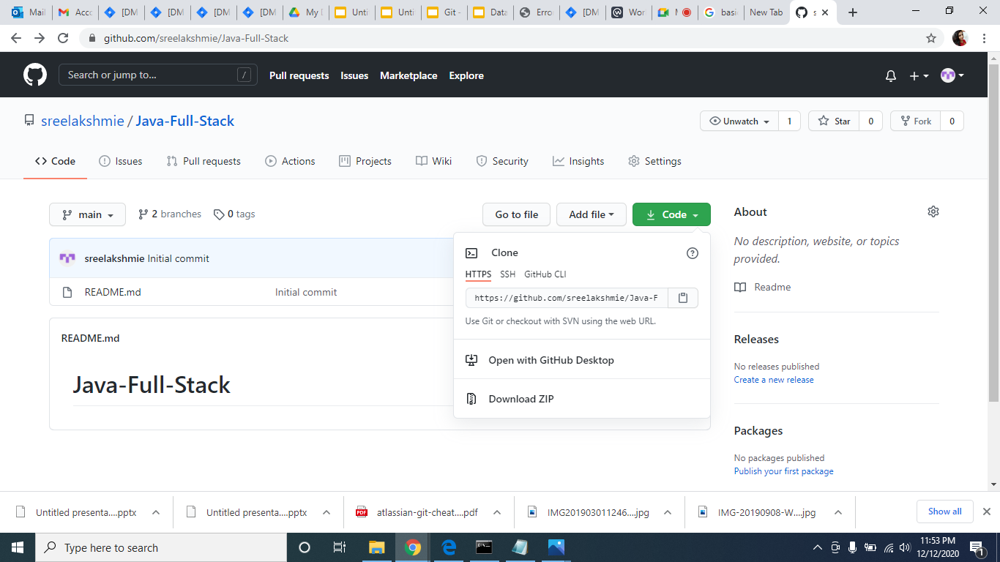 Mail Acco [DM [DM [DM [DM My D Unti Unti Git - Data Erro [DM Wor M basi New Tab s
github.com/sreelakshmie/Java-Full-Stack
Search or jump to... / Pull requests Issues Marketplace Explore
sreelakshmie / Java-Full-Stack Unwatch 1 Star 0 Fork 0
Code Issues Pull requests Actions Projects Wiki Security Insights Settings
main 2 branches 0 tags Go to file Add file Code
About
No description, website, or topics
provided.
Readme
sreelakshmie Initial commit
README.md Initial commit
Clone
HTTPS SSH GitHub CLI
https://github.com/sreelakshmie/Java-F
Use Git or checkout with SVN using the web URL.
Open with GitHub Desktop
Download ZIP
README.md
Java-Full-Stack
Releases
No releases published
Create a new release
Packages
No packages published
Publish your first package
Untitled presenta....pptx Untitled presenta....pptx PDF atlassian-git-cheat....pdf IMG201903011246....jpg IMG-20190908-W....jpg Show all
Type here to search 11:53 PM
12/12/2020 1